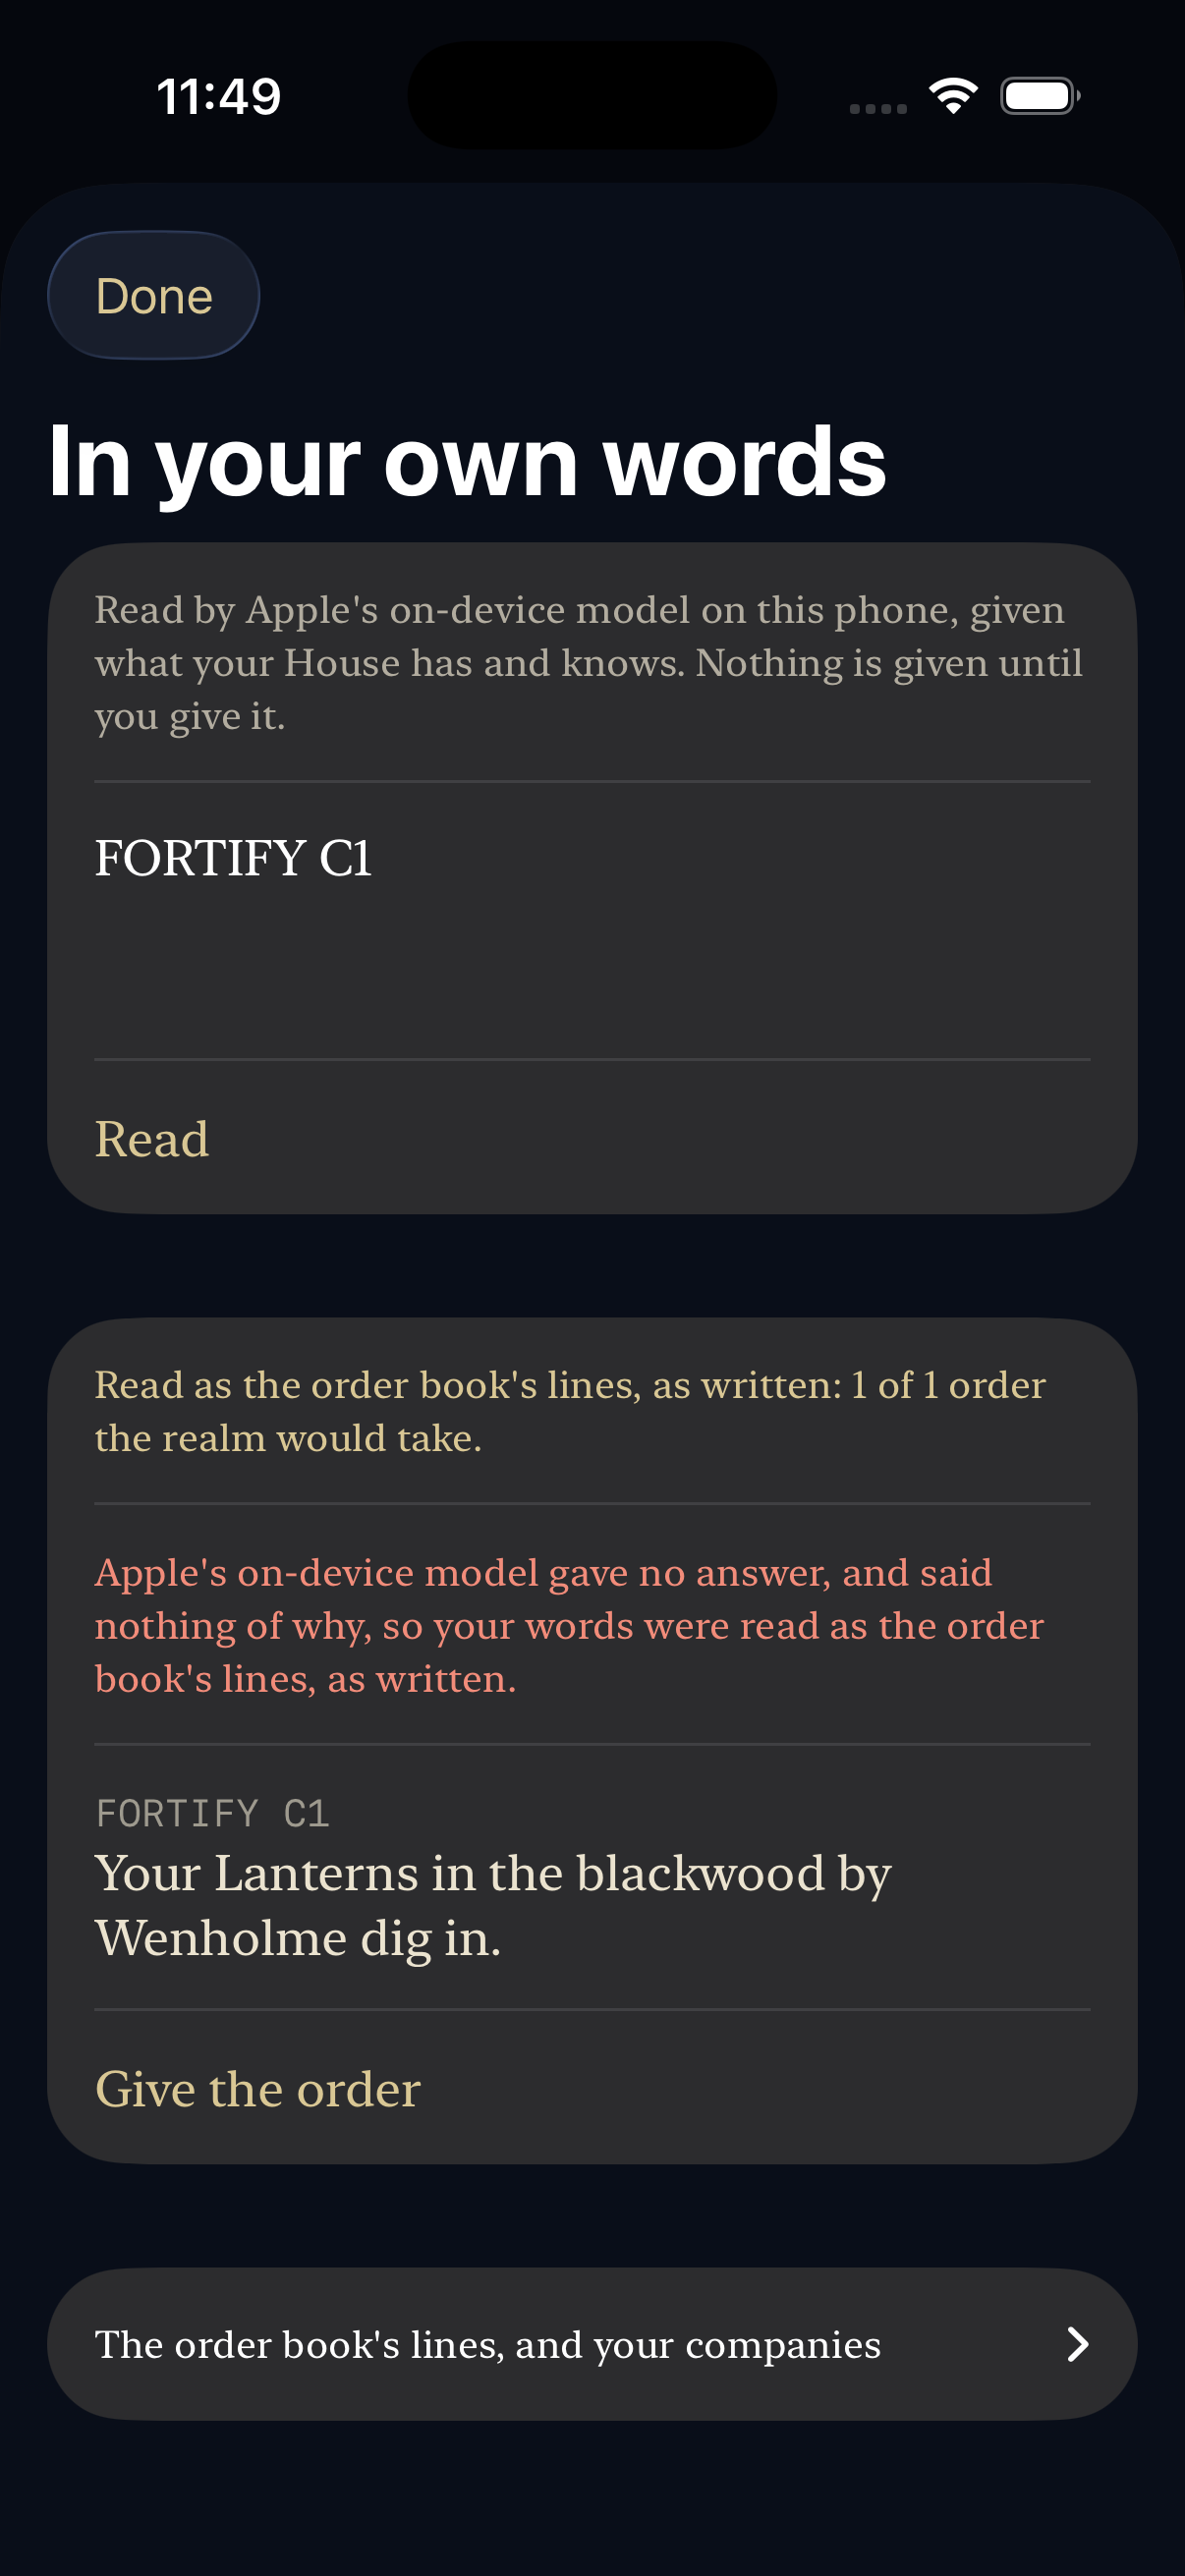 11:49
Done
In your own words
Read by Apple's on-device model on this phone, given
what your House has and knows. Nothing is given until
you give it.
FORTIFY C1
Read
Read as the order book's lines, as written: 1 of 1 order
the realm would take.
Apple's on-device model gave no answer, and said
nothing of why, so your words were read as the order
book's lines, as written.
FORTIFY C1
Your Lanterns in the blackwood by
Wenholme dig in.
Give the order
The order book's lines, and your companies